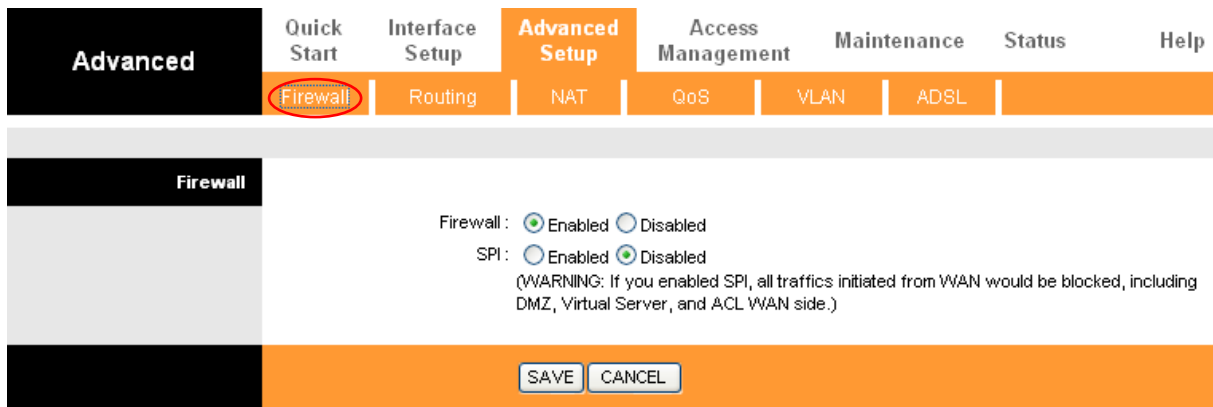 Advanced
Quick Start
Interface Setup
Advanced Setup
Access Management
Maintenance
Status
Help
Firewall
Routing
NAT
QoS
VLAN
ADSL
Firewall
Firewall : Enabled Disabled
SPI : Enabled Disabled
(WARNING: If you enabled SPI, all traffics initiated from WAN would be blocked, including
DMZ, Virtual Server, and ACL WAN side.)
SAVE CANCEL